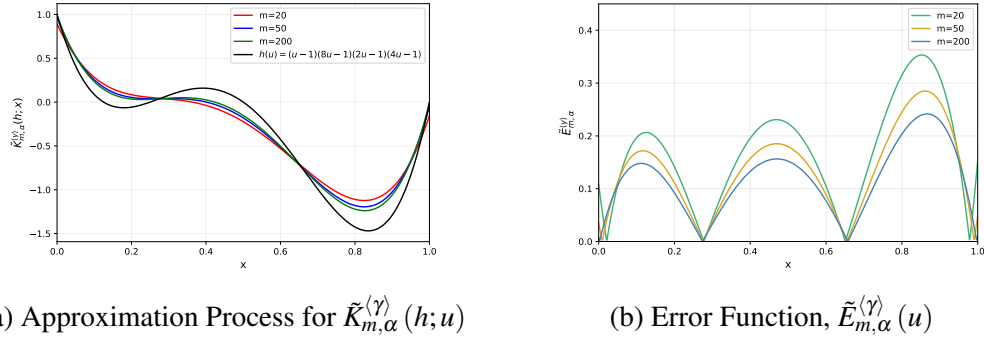 1.0
0.5
0.0
−0.5
−1.0
−1.5
0.0 0.2 0.4 0.6 0.8 1.0
x
K̃⟨γ⟩m,α(h; x)
m=20
m=50
m=200
h(u) = (u − 1)(8u − 1)(2u − 1)(4u − 1)
0.4
0.3
0.2
0.1
0.0
0.0 0.2 0.4 0.6 0.8 1.0
x
Ẽ⟨γ⟩m,α
m=20
m=50
m=200
) Approximation Process for K̃⟨γ⟩m,α (h;u)
(b) Error Function, Ẽ⟨γ⟩m,α (u)